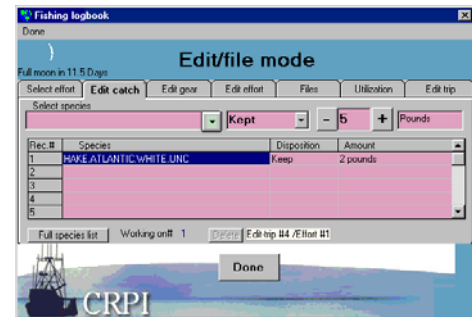 Fishing logbook
Done
Full moon in 11.5 Days
Edit/file mode
Select effort Edit catch Edit gear Edit effort Files Utilization Edit trip
Select species
Kept - 5 + Pounds
Rec.# Species Disposition Amount
1 HAKE.ATLANTIC.WHITE.UNC Keep 2 pounds
2
3
4
5
Full species list Working on# 1 Delete Edit-trip #4 /Effort #1
Done
CRPI